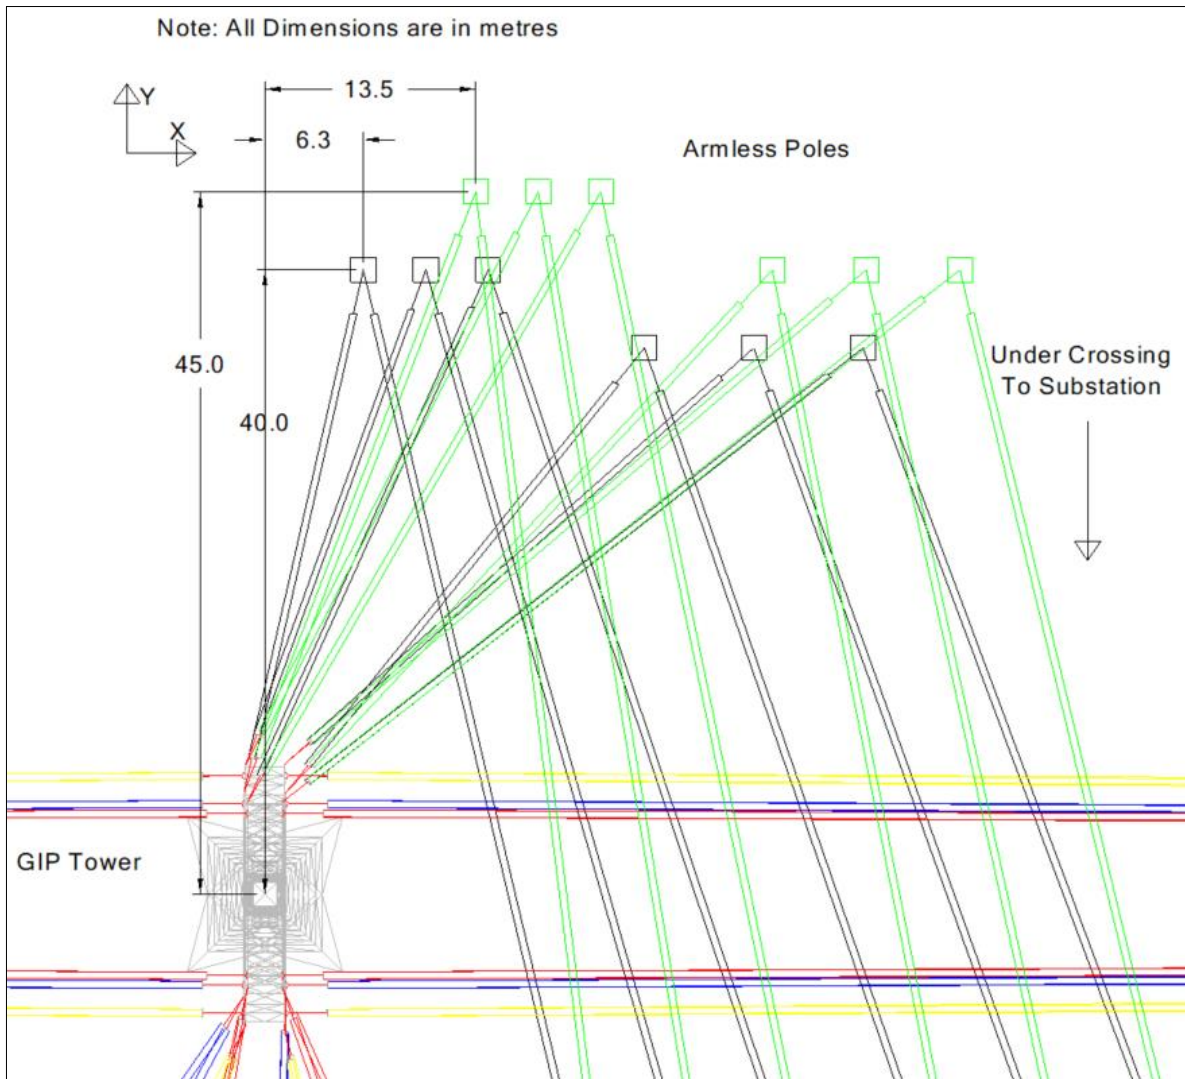 Note: All Dimensions are in metres
Y
13.5
X
6.3
Armless Poles
45.0
Under Crossing
To Substation
40.0
GIP Tower